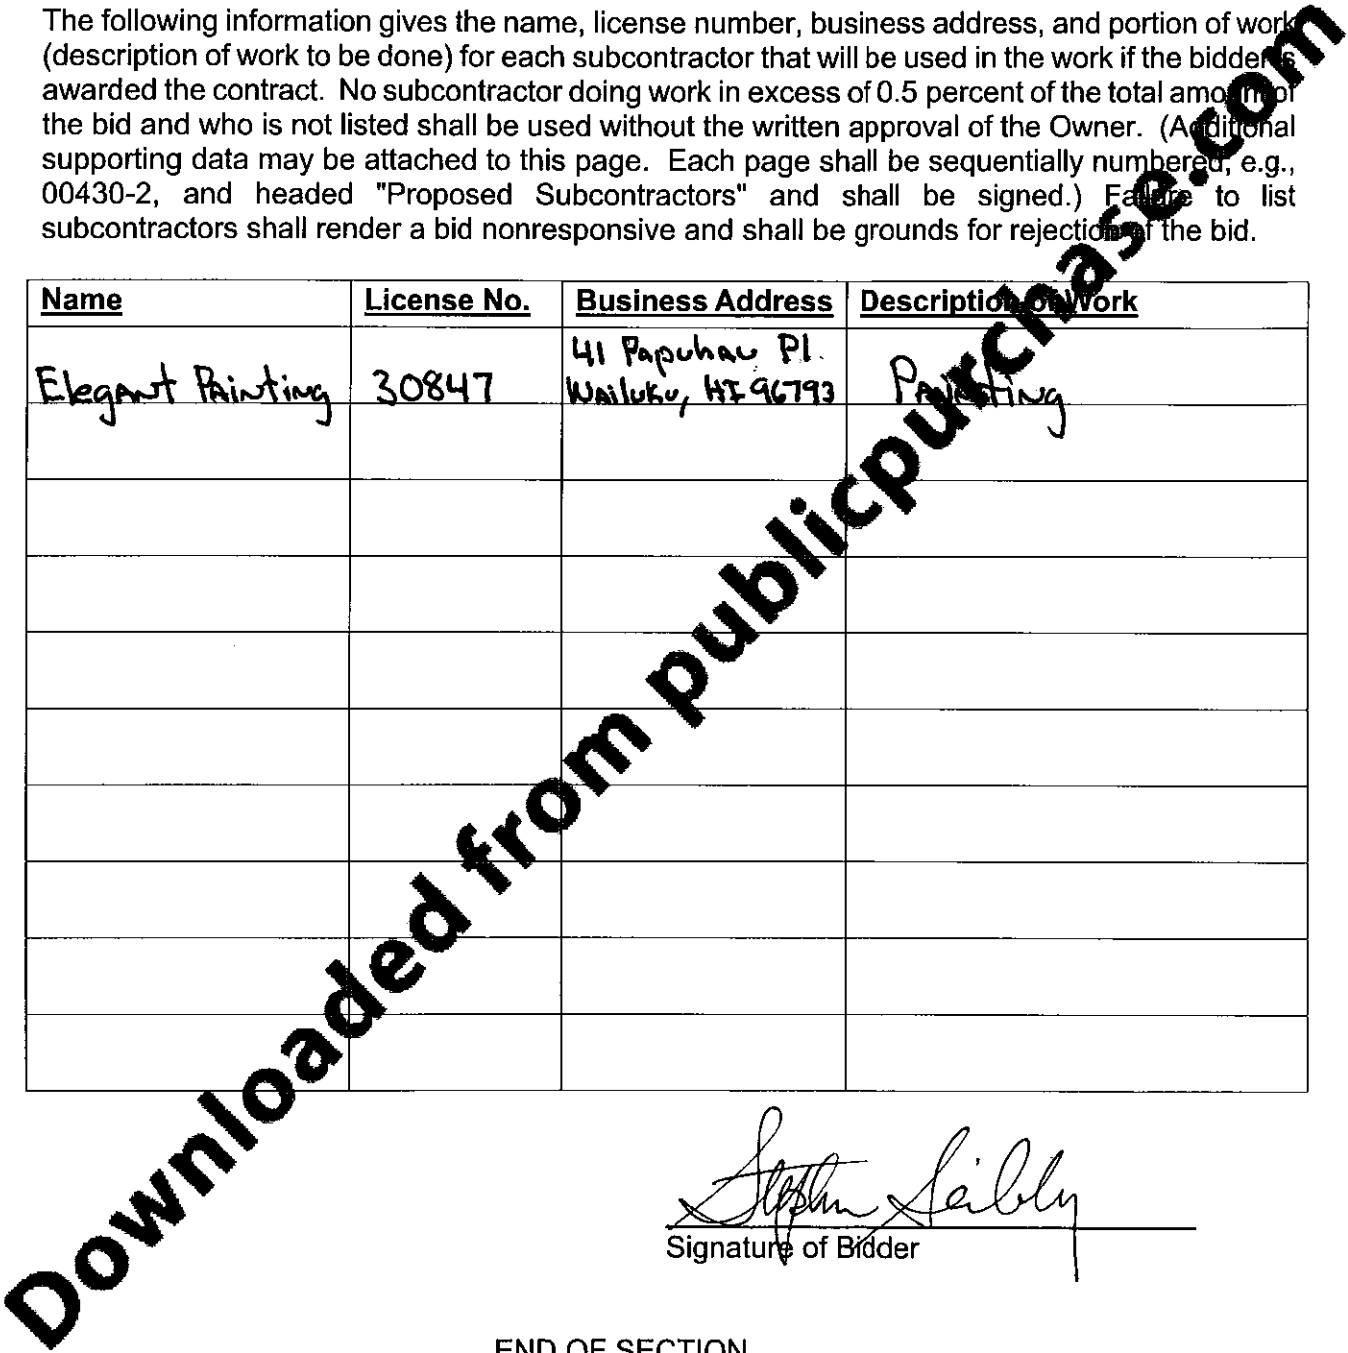 The following information gives the name, license number, business address, and portion of work
(description of work to be done) for each subcontractor that will be used in the work if the bidder is
awarded the contract. No subcontractor doing work in excess of 0.5 percent of the total amount of
the bid and who is not listed shall be used without the written approval of the Owner. (Additional
supporting data may be attached to this page. Each page shall be sequentially numbered, e.g.,
00430-2, and headed "Proposed Subcontractors" and shall be signed.) Failure to list
subcontractors shall render a bid nonresponsive and shall be grounds for rejection of the bid.
Name License No. Business Address Description of Work
Elegant Painting 30847 41 Papuhau Pl. Painting
Wailuku, HI 96793
Stephen Seibly
Signature of Bidder
END OF SECTION
Downloaded from publicpurchase.com